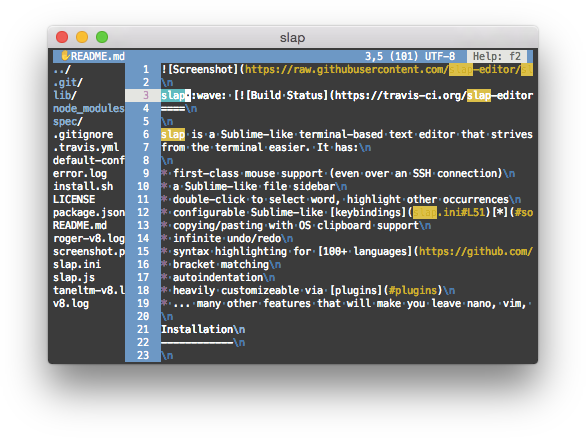 slap
✋README.md 3,5 (101) UTF-8 Help: f2
../
.git/
lib/
node_modules
spec/
.gitignore
.travis.yml
default-conf
error.log
install.sh
LICENSE
package.json
README.md
roger-v8.log
screenshot.p
slap.ini
slap.js
taneltm-v8.l
v8.log
1 ![Screenshot](https://raw.githubusercontent.com/slap-editor/s
2 \n
3 slap·:wave:·[![Build·Status](https://travis-ci.org/slap-editor
4 ====\n
5 \n
6 slap·is·a·Sublime-like·terminal-based·text·editor·that·strives
7 from·the·terminal·easier.·It·has:\n
8 \n
9 *·first-class·mouse·support·(even·over·an·SSH·connection)\n
10 *·a·Sublime-like·file·sidebar\n
11 *·double-click·to·select·word,·highlight·other·occurrences\n
12 *·configurable·Sublime-like·[keybindings](slap.ini#L51)[*](#so
13 *·copying/pasting·with·OS·clipboard·support\n
14 *·infinite·undo/redo\n
15 *·syntax·highlighting·for·[100+·languages](https://github.com/
16 *·bracket·matching\n
17 *·autoindentation\n
18 *·heavily·customizeable·via·[plugins](#plugins)\n
19 *·...·many·other·features·that·will·make·you·leave·nano,·vim,·
20 \n
21 Installation\n
22 ------------\n
23 \n